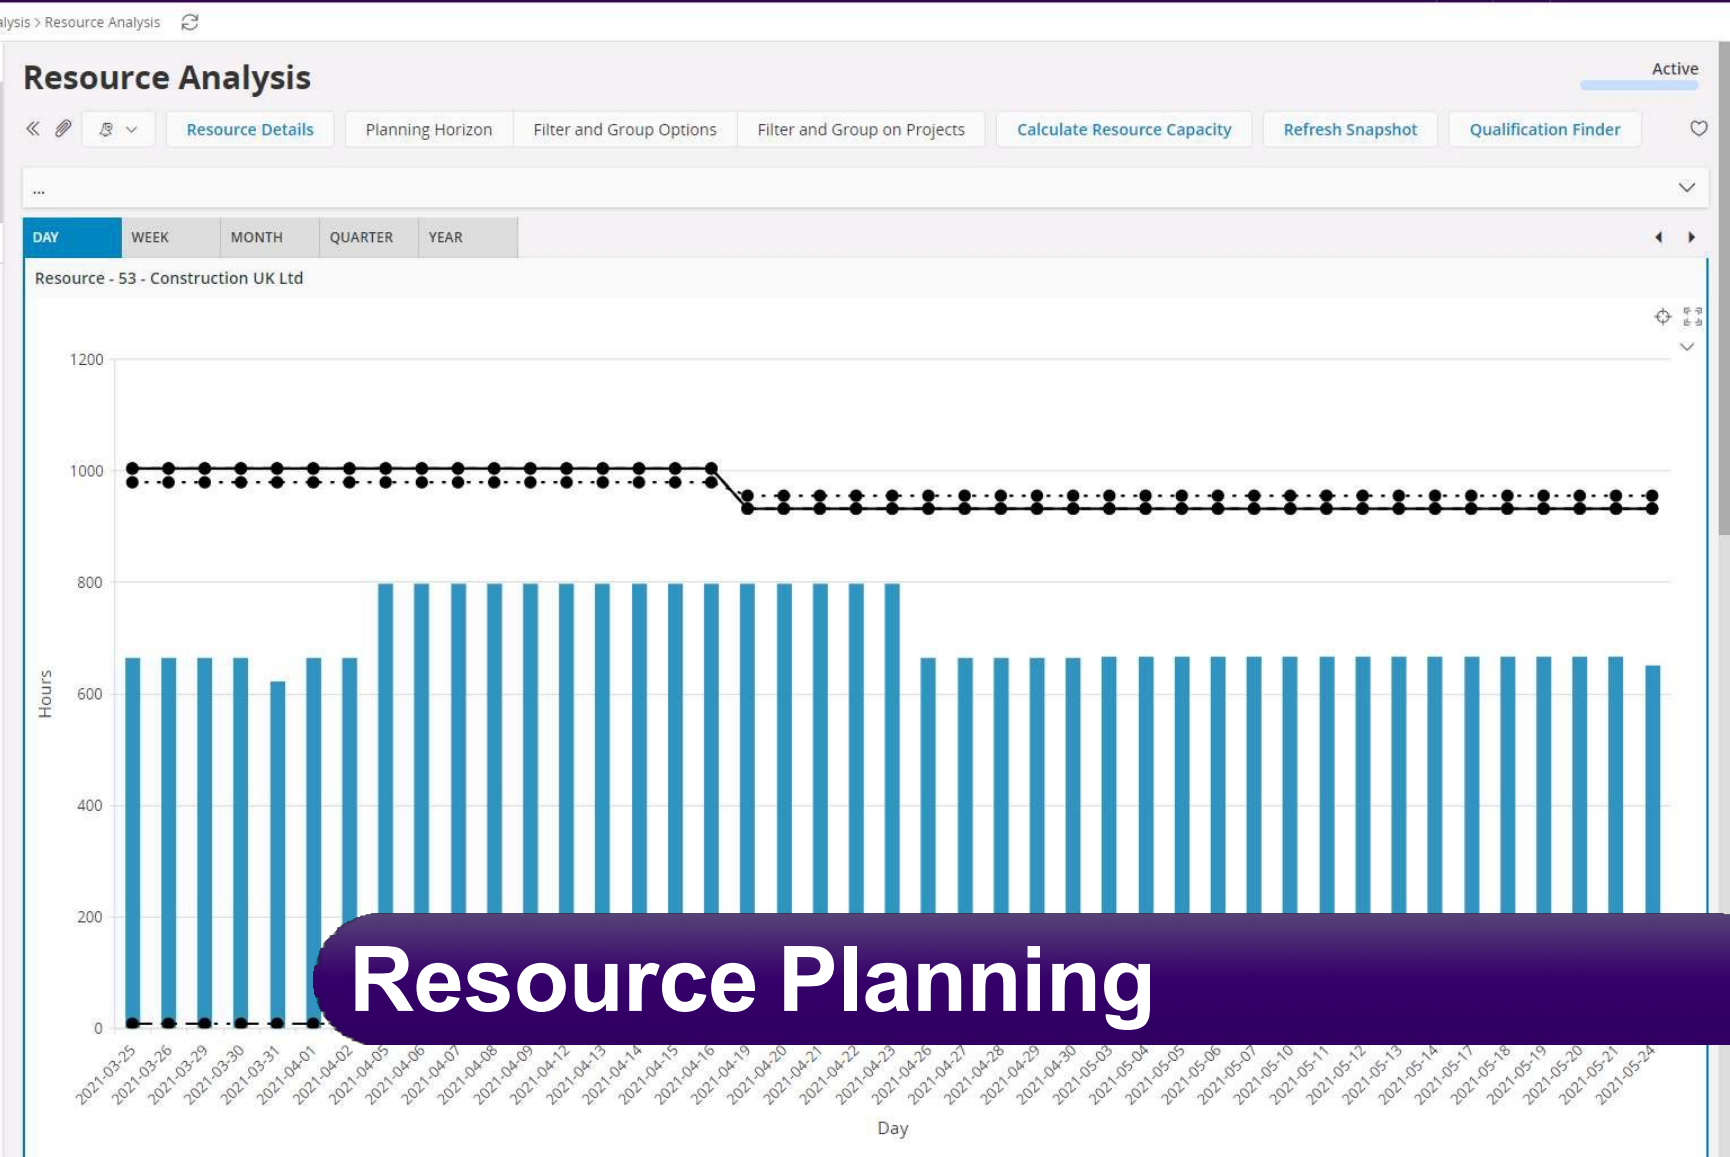 alysis > Resource Analysis
Resource Analysis
Active
Resource Details Planning Horizon Filter and Group Options Filter and Group on Projects Calculate Resource Capacity Refresh Snapshot Qualification Finder
...
DAY WEEK MONTH QUARTER YEAR
Resource - 53 - Construction UK Ltd
1200
1000
800
600
400
200
0
Hours
Resource Planning
2021-03-25 2021-03-26 2021-03-29 2021-03-30 2021-03-31 2021-04-01 2021-04-02 2021-04-05 2021-04-06 2021-04-07 2021-04-08 2021-04-09 2021-04-12 2021-04-13 2021-04-14 2021-04-15 2021-04-16 2021-04-19 2021-04-20 2021-04-21 2021-04-22 2021-04-23 2021-04-26 2021-04-27 2021-04-28 2021-04-29 2021-04-30 2021-05-03 2021-05-04 2021-05-05 2021-05-06 2021-05-07 2021-05-10 2021-05-11 2021-05-12 2021-05-13 2021-05-14 2021-05-17 2021-05-18 2021-05-19 2021-05-20 2021-05-21 2021-05-24
Day